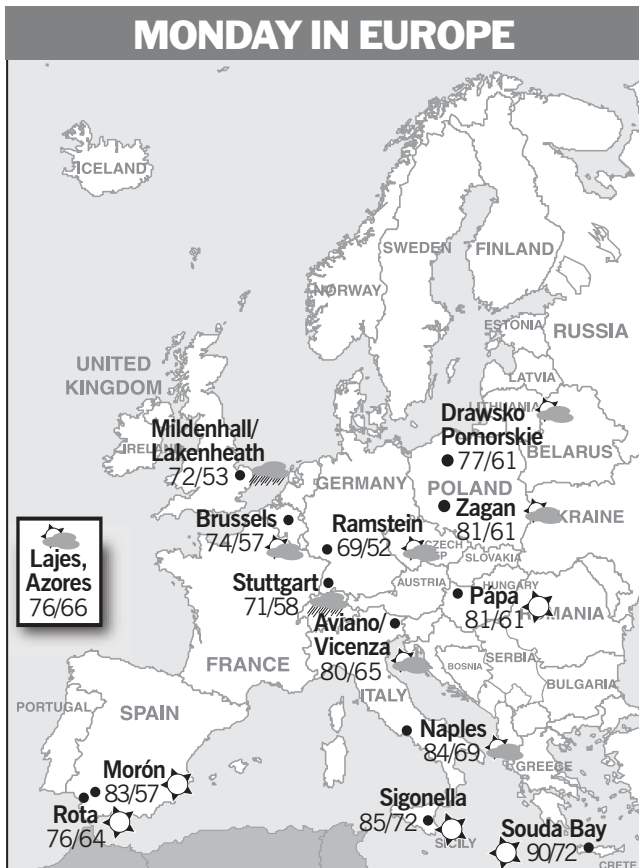 MONDAY IN EUROPE
ICELAND
SWEDEN
FINLAND
NORWAY
ESTONIA
RUSSIA
LATVIA
LITHUANIA
UNITED
KINGDOM
IRELAND
Mildenhall/
Lakenheath
72/53
Drawsko
Pomorskie
77/61
BELARUS
GERMANY
POLAND
Zagan
81/61
KRAINE
Brussels
74/57
Ramstein
69/52
CZECH
EP
SLOVAKIA
Lajes,
Azores
76/66
Stuttgart
71/58
AUSTRIA
HUNGARY
Pápa
81/61
MANIA
Aviano/
Vicenza
80/65
FRANCE
ITALY
BOSNIA
SERBIA
BULGARIA
PORTUGAL
SPAIN
Naples
84/69
GREECE
Morón
83/57
Rota
76/64
Sigonella
85/72
SICILY
Souda Bay
90/72
CRETE